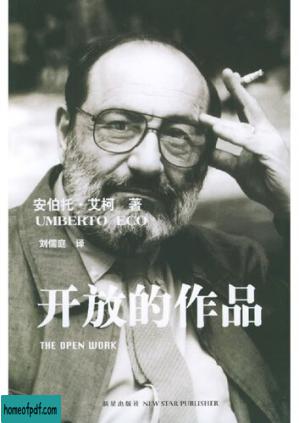 安伯托·艾柯 著
UMBERTO ECO
刘儒庭 译
开放的作品
THE OPEN WORK
新星出版社 NEW STAR PUBLISHER
homeofpdf.com